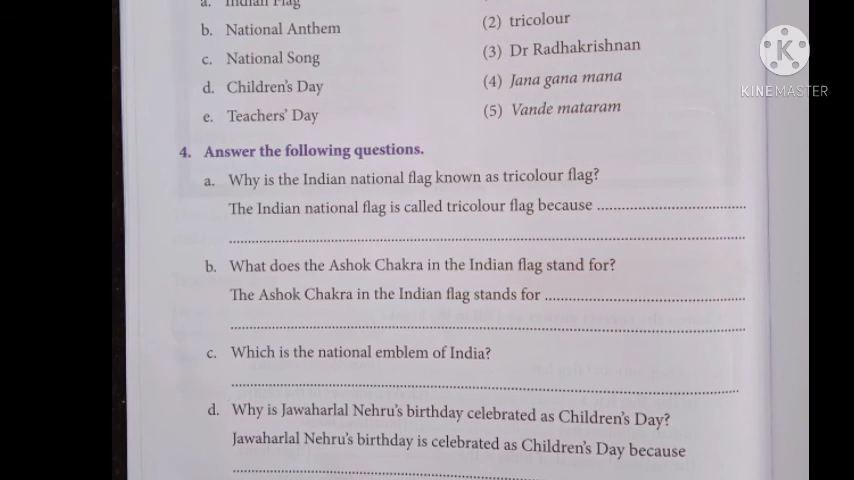 a. Indian Flag
b. National Anthem
(2) tricolour
c. National Song
(3) Dr Radhakrishnan
d. Children's Day
(4) Jana gana mana
e. Teachers' Day
(5) Vande mataram
KINEMASTER
4. Answer the following questions.
a. Why is the Indian national flag known as tricolour flag?
The Indian national flag is called tricolour flag because
b. What does the Ashok Chakra in the Indian flag stand for?
The Ashok Chakra in the Indian flag stands for
c. Which is the national emblem of India?
d. Why is Jawaharlal Nehru's birthday celebrated as Children's Day?
Jawaharlal Nehru's birthday is celebrated as Children's Day because